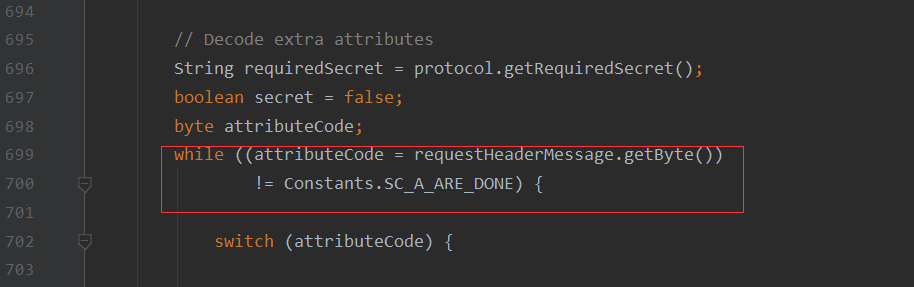 694
695 // Decode extra attributes
696 String requiredSecret = protocol.getRequiredSecret();
697 boolean secret = false;
698 byte attributeCode;
699 while ((attributeCode = requestHeaderMessage.getByte())
700 != Constants.SC_A_ARE_DONE) {
701
702 switch (attributeCode) {
703